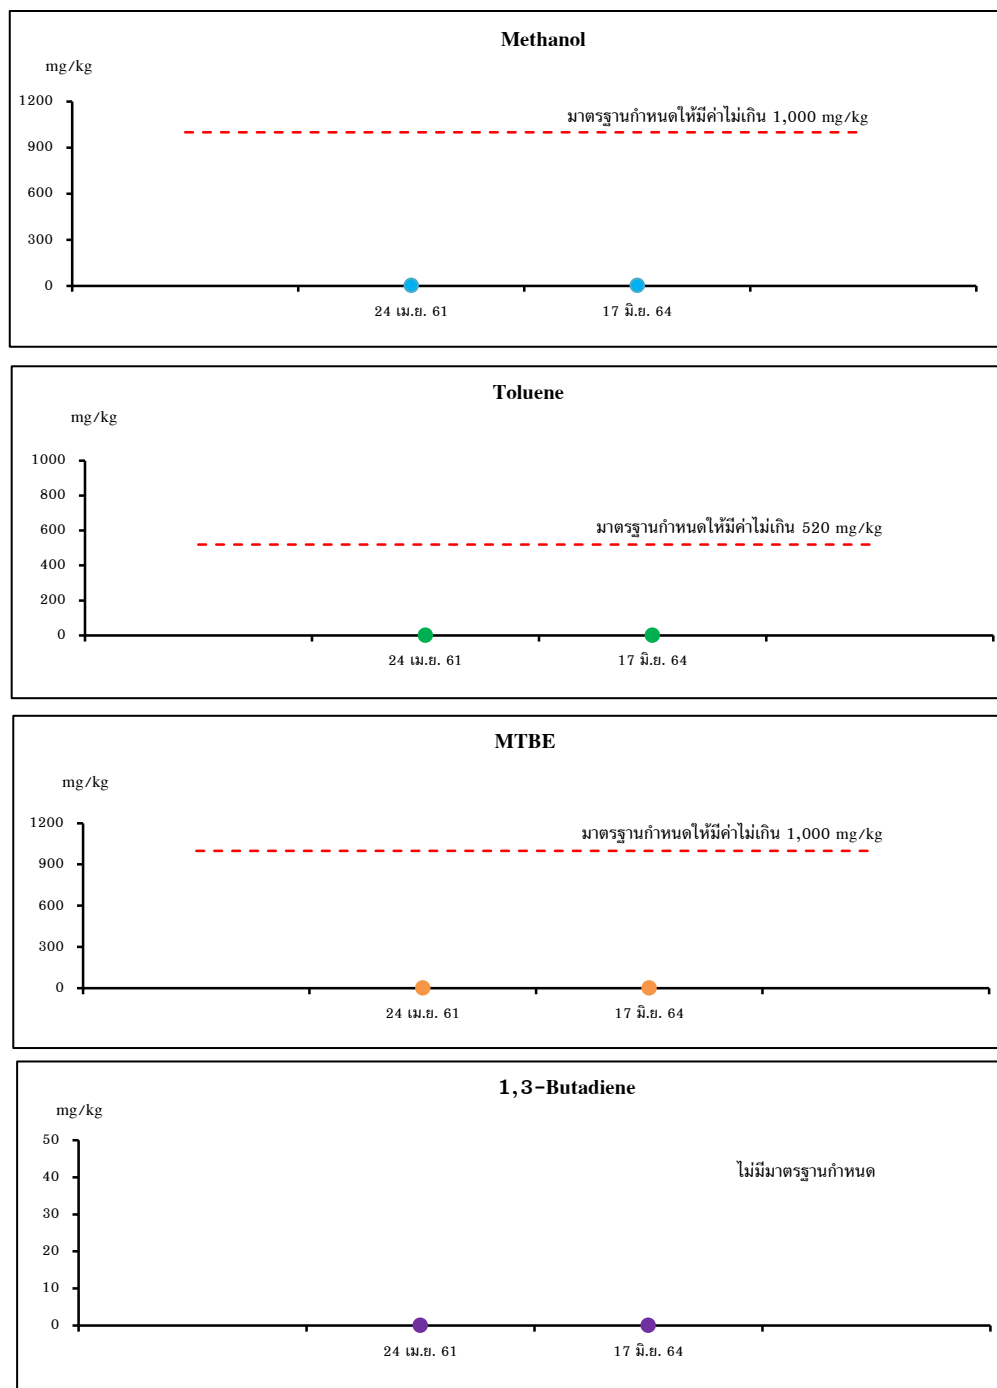 Methanol
mg/kg
1200
มาตรฐานกำหนดให้มีค่าไม่เกิน 1,000 mg/kg
900
600
300
0
24 เม.ย. 61 17 มิ.ย. 64
Toluene
mg/kg
1000
800
มาตรฐานกำหนดให้มีค่าไม่เกิน 520 mg/kg
600
400
200
0
24 เม.ย. 61 17 มิ.ย. 64
MTBE
mg/kg
1200
มาตรฐานกำหนดให้มีค่าไม่เกิน 1,000 mg/kg
900
600
300
0
24 เม.ย. 61 17 มิ.ย. 64
1,3-Butadiene
mg/kg
50
ไม่มีมาตรฐานกำหนด
40
30
20
10
0
24 เม.ย. 61 17 มิ.ย. 64